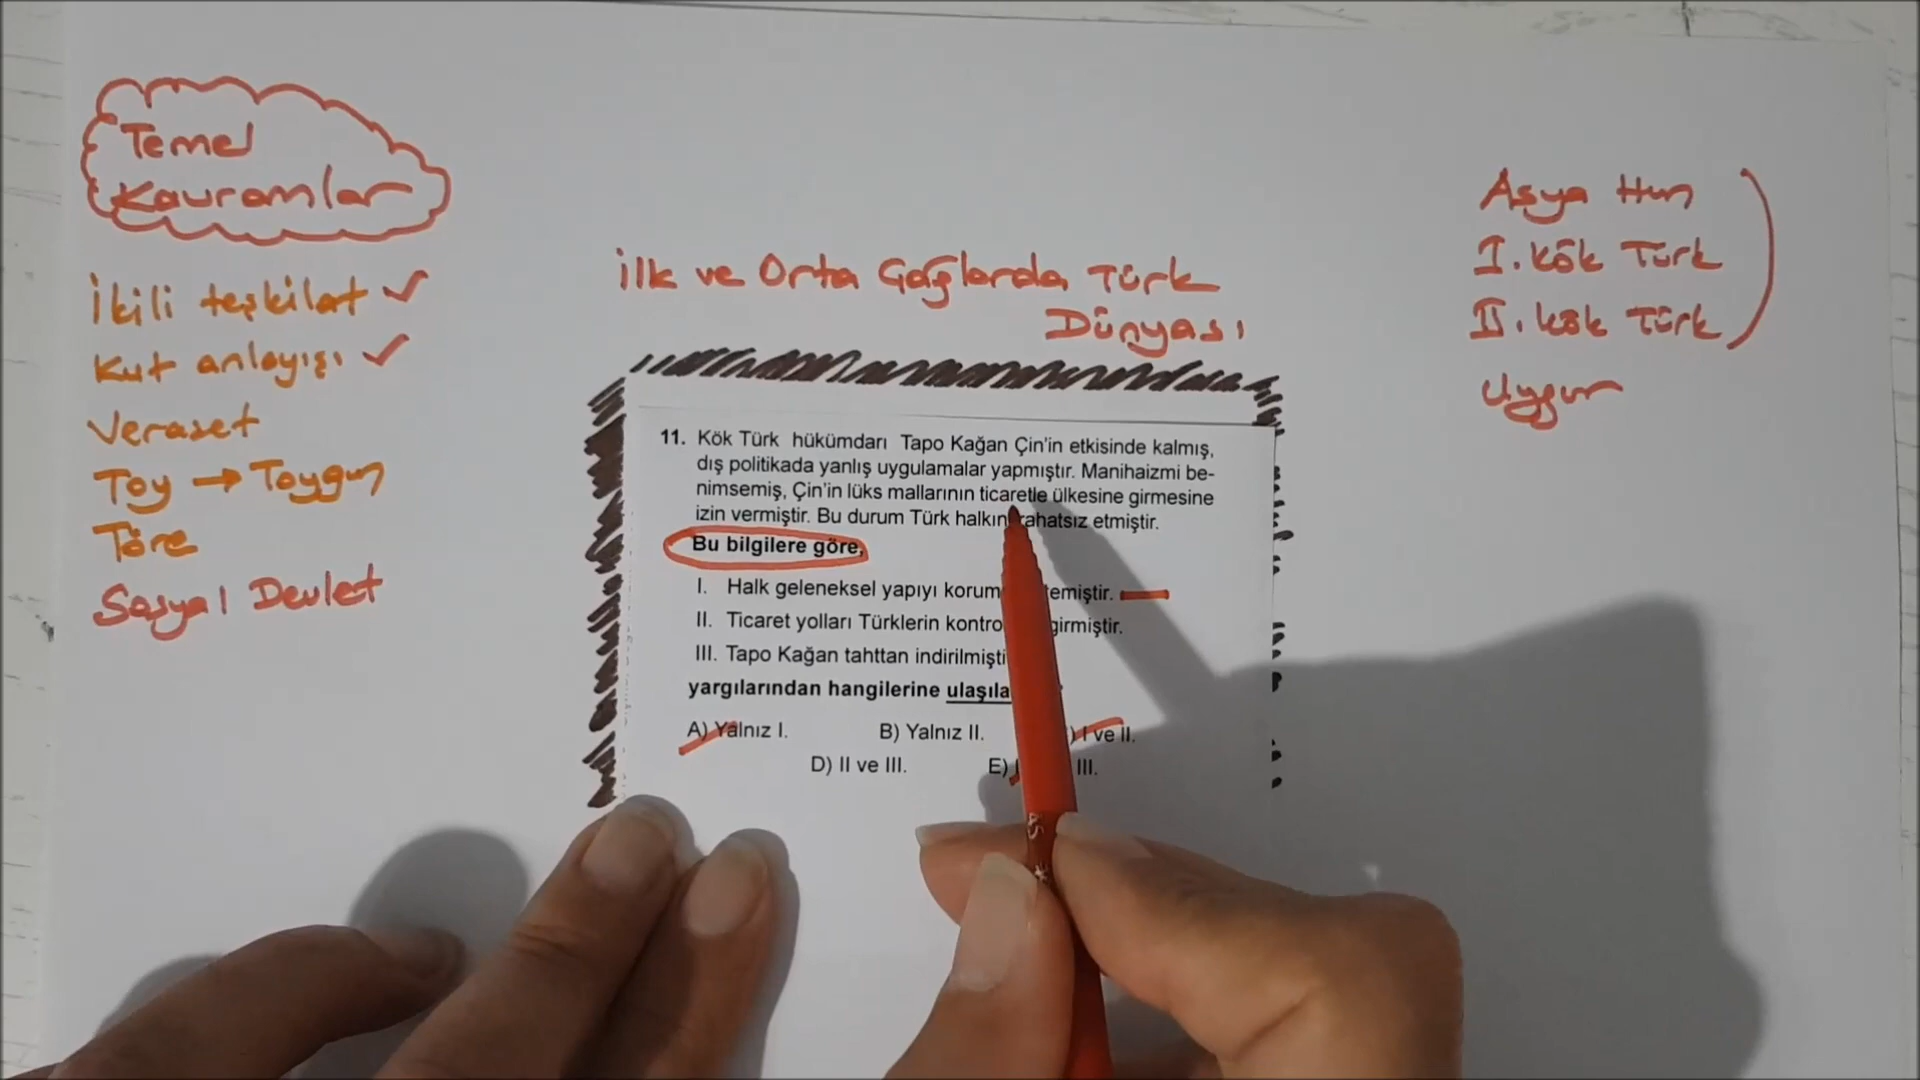 Temel
Kavramlar
İkili teşkilat ✓
Kut anlayışı ✓
Veraset
Toy → Toygun
Töre
Sosyal Devlet
İlk ve Orta Çağlarda Türk
Dünyası
Asya Hun
I. Kök Türk
II. Kök Türk
Uygur
11. Kök Türk hükümdarı Tapo Kağan Çin'in etkisinde kalmış,
dış politikada yanlış uygulamalar yapmıştır. Manihaizmi be-
nimsemiş, Çin'in lüks mallarının ticaretle ülkesine girmesine
izin vermiştir. Bu durum Türk halkın rahatsız etmiştir.
Bu bilgilere göre,
I. Halk geleneksel yapıyı korum emiştir.
II. Ticaret yolları Türklerin kontro girmiştir.
III. Tapo Kağan tahttan indirilmişti
yargılarından hangilerine ulaşıla
A) Yalnız I. B) Yalnız II. ) I ve II.
D) II ve III. E) III.
45